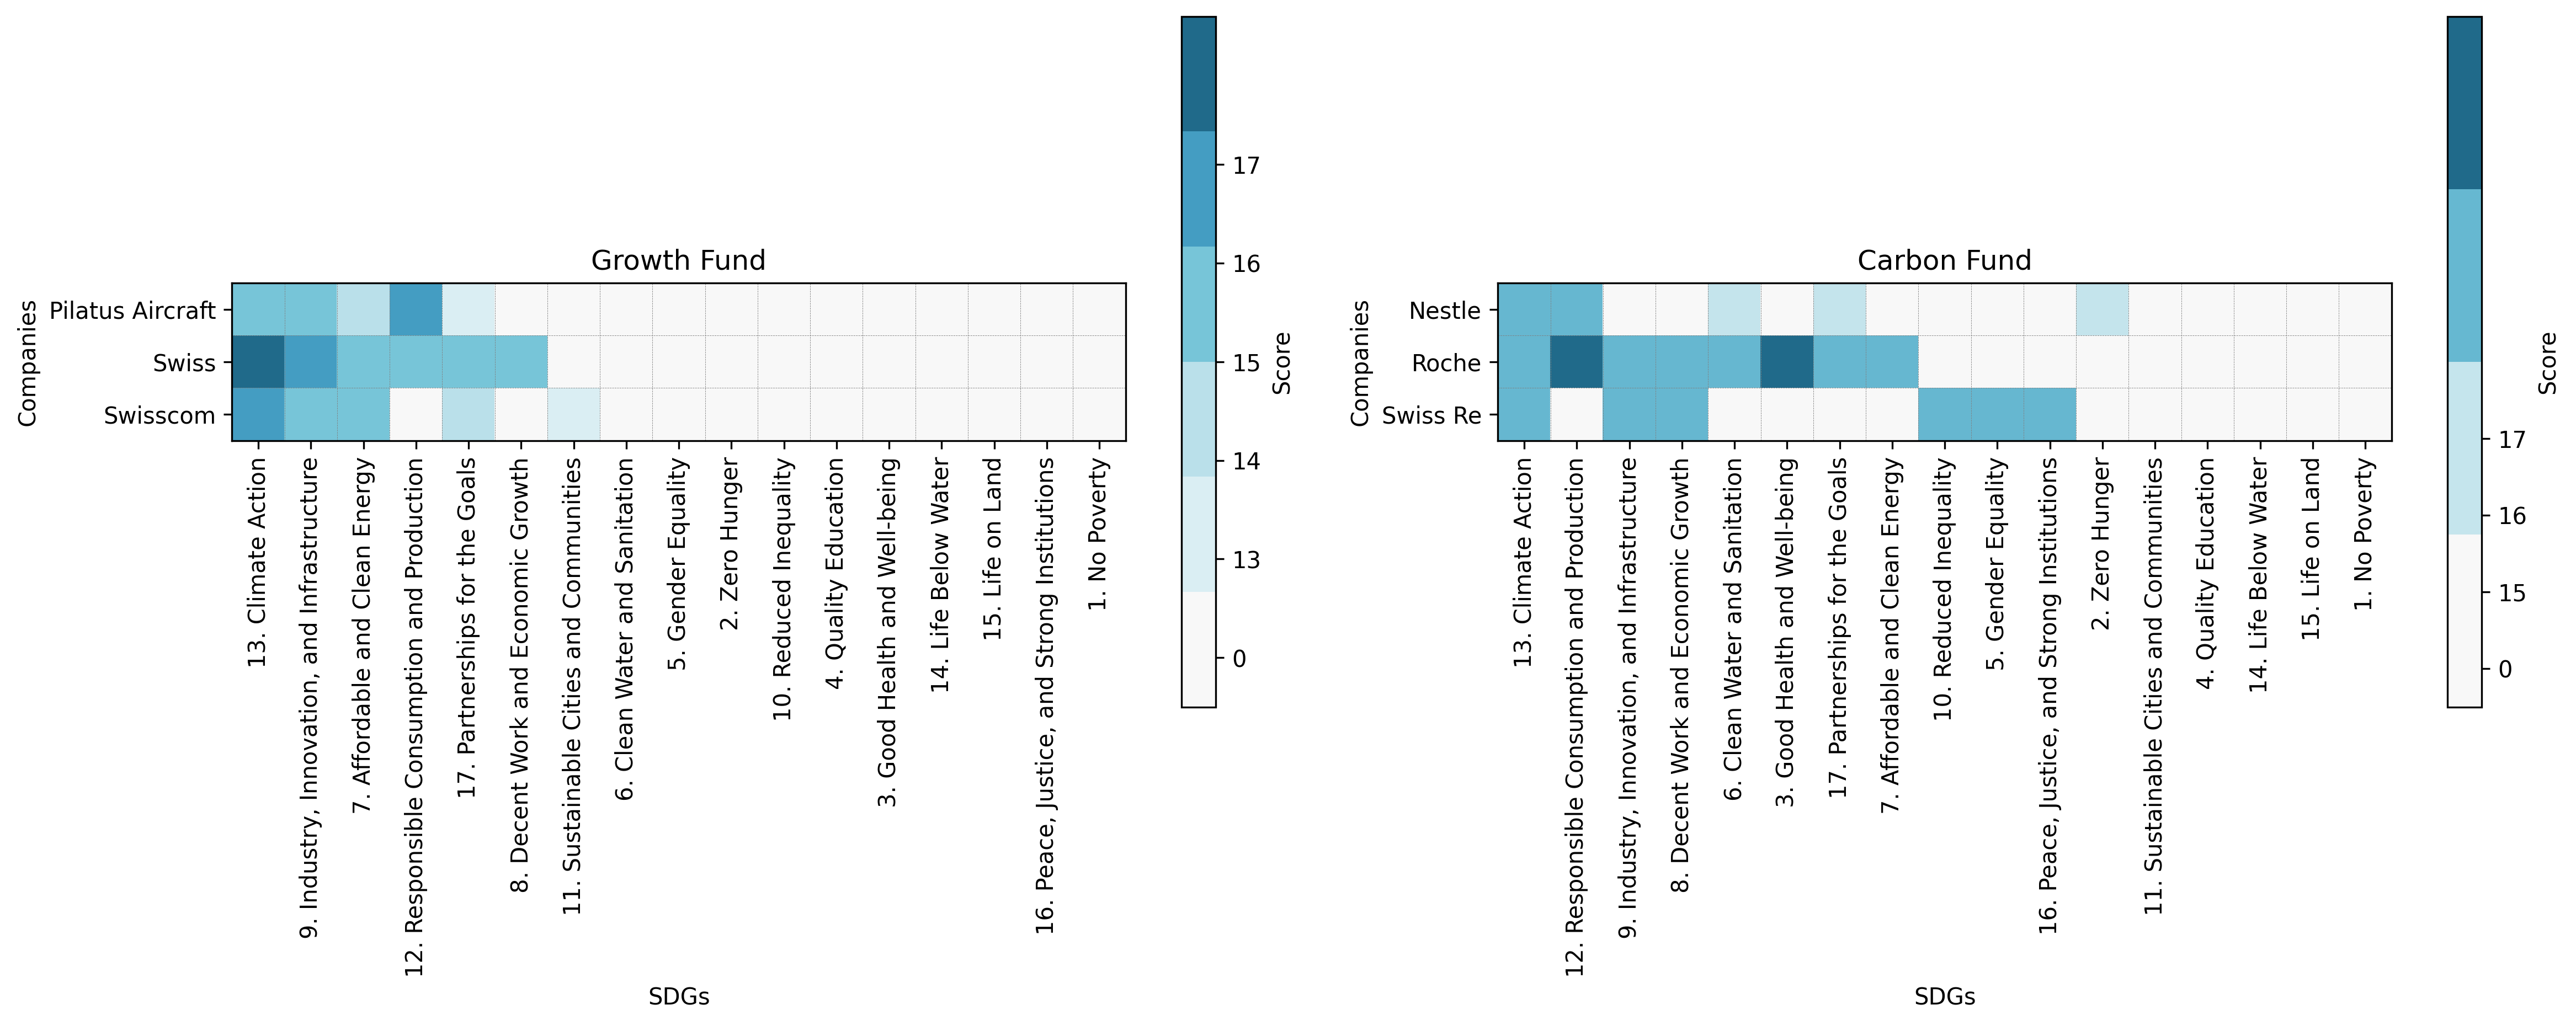 Growth Fund
Companies
Pilatus Aircraft
Swiss
Swisscom
13. Climate Action
9. Industry, Innovation, and Infrastructure
7. Affordable and Clean Energy
12. Responsible Consumption and Production
17. Partnerships for the Goals
8. Decent Work and Economic Growth
11. Sustainable Cities and Communities
6. Clean Water and Sanitation
5. Gender Equality
2. Zero Hunger
10. Reduced Inequality
4. Quality Education
3. Good Health and Well-being
14. Life Below Water
15. Life on Land
16. Peace, Justice, and Strong Institutions
1. No Poverty
SDGs
17
16
15
14
13
0
Score
Carbon Fund
Companies
Nestle
Roche
Swiss Re
13. Climate Action
12. Responsible Consumption and Production
9. Industry, Innovation, and Infrastructure
8. Decent Work and Economic Growth
6. Clean Water and Sanitation
3. Good Health and Well-being
17. Partnerships for the Goals
7. Affordable and Clean Energy
10. Reduced Inequality
5. Gender Equality
16. Peace, Justice, and Strong Institutions
2. Zero Hunger
11. Sustainable Cities and Communities
4. Quality Education
14. Life Below Water
15. Life on Land
1. No Poverty
SDGs
17
16
15
0
Score